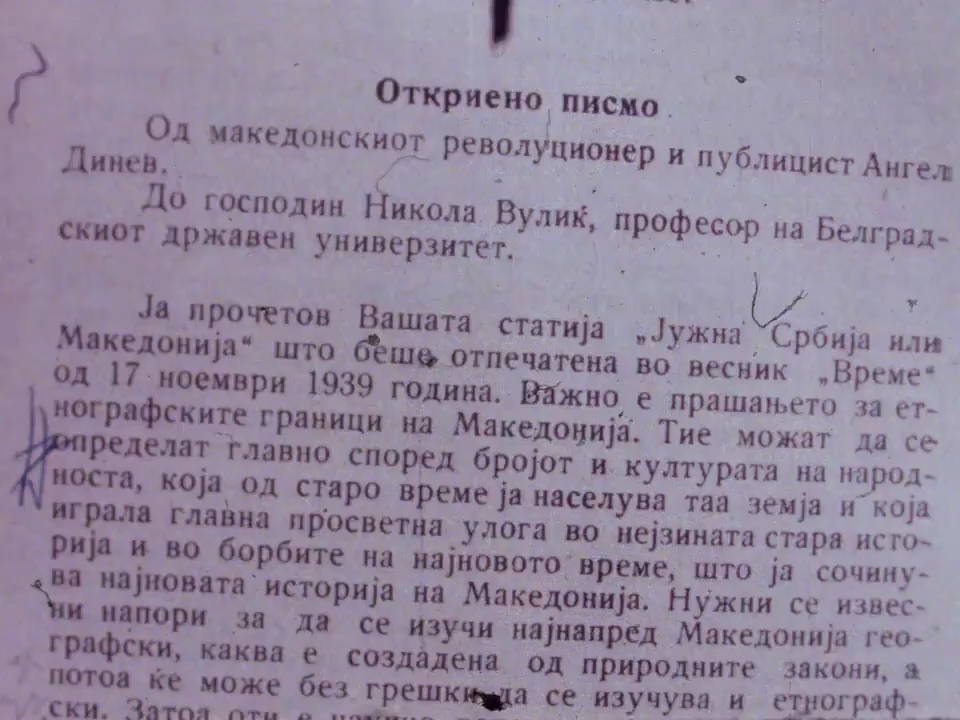 Откриено писмо
Од македонскиот револуционер и публицист Ангел
Динев.
До господин Никола Вулиќ, професор на Белград-
скиот државен универзитет.
Ја прочетов Вашата статија „Јужна Србија или
Македонија“ што беше отпечатена во весник „Време“
од 17 ноември 1939 година. Важно е прашањето за ет-
нографските граници на Македонија. Тие можат да се
определат главно според бројот и културата на народ-
носта, која од старо време ја населува таа земја и која
играла главна просветна улога во нејзината стара исто-
рија и во борбите на најновото време, што ја сочину-
ва најновата историја на Македонија. Нужни се извес-
ни напори за да се изучи најнапред Македонија гео-
графски, каква е создадена од природните закони, а
потоа ќе може без грешки да се изучува и етнограф-
ски. Затоа оти е